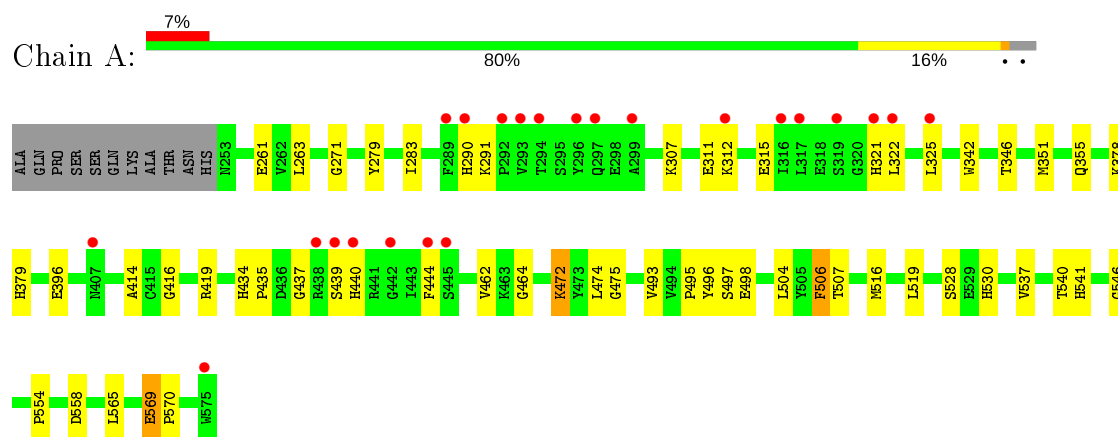 7%
Chain A:
80% 16% • •
ALA GLN PRO SER SER GLN LYS ALA THR ASN HIS N253 E261 V262 L263 G271 Y279 I283 F289 H290 K291 P292 V293 T294 S295 Y296 Q297 E298 A299 K307 E311 K312 E315 I316 L317 E318 S319 G320 H321 L322 L325 W342 T346 M351 Q355 K378
H379 E396 N407 A414 C415 G416 R419 H434 P435 D436 G437 R438 S439 H440 R441 G442 I443 F444 S445 V462 K463 G464 K472 Y473 L474 G475 V493 V494 P495 Y496 S497 E498 L504 Y505 F506 T507 M516 L519 S528 E529 H530 V537 T540 H541 G546
P554 D558 L565 E569 P570 W575